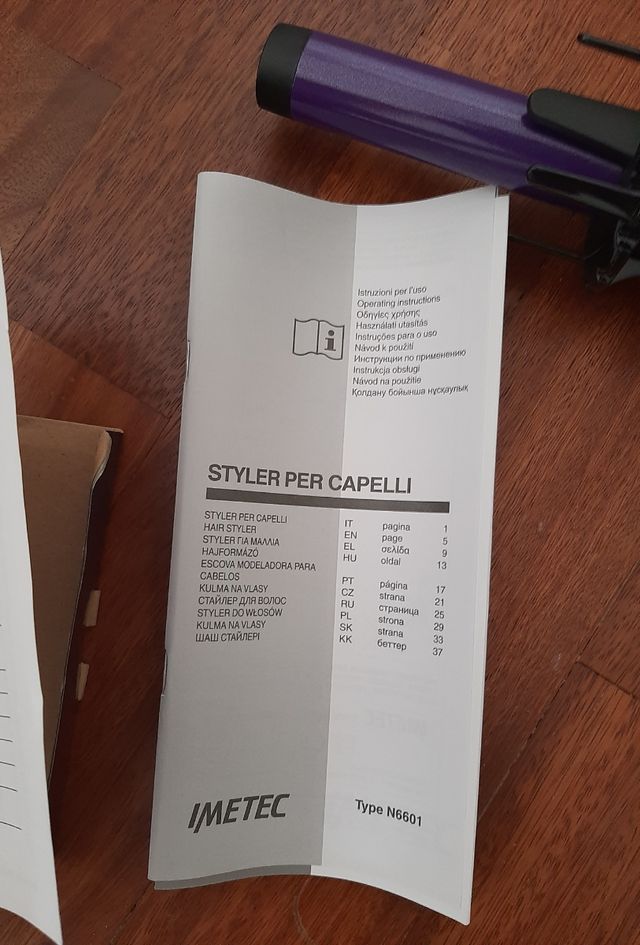 Istruzioni per l'uso
Operating instructions
Οδηγίες χρήσης
Használati utasítás
Instruções para o uso
Návod k použití
Инструкции по применению
Instrukcja obsługi
Návod na použitie
Қолдану бойынша нұсқаулық
STYLER PER CAPELLI
STYLER PER CAPELLI IT pagina 1
HAIR STYLER EN page 5
STYLER ΓΙΑ ΜΑΛΛΙΑ EL σελίδα 9
HAJFORMÁZÓ HU oldal 13
ESCOVA MODELADORA PARA
CABELOS PT página 17
KULMA NA VLASY CZ strana 21
СТАЙЛЕР ДЛЯ ВОЛОС RU страница 25
STYLER DO WŁOSÓW PL strona 29
KULMA NA VLASY SK strana 33
ШАШ СТАЙЛЕРІ KK беттер 37
IMETEC
Type N6601